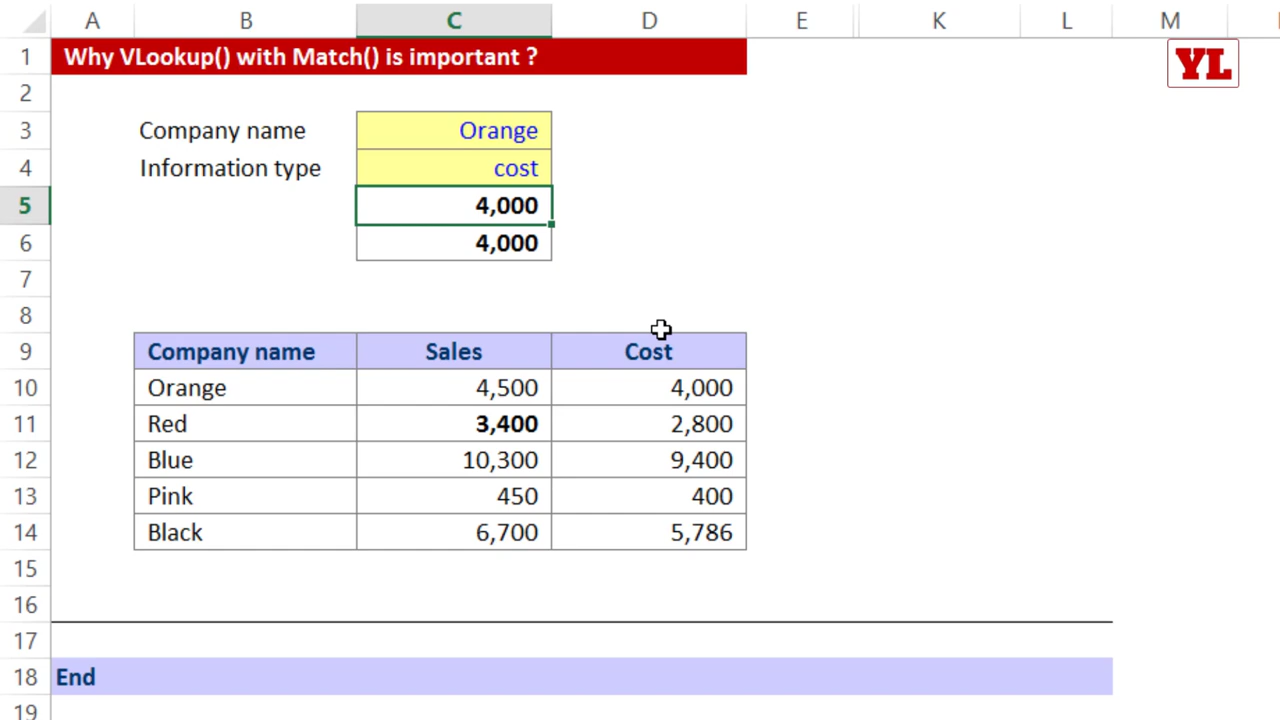 A B C D E K L M
1 Why VLookup() with Match() is important ?
YL
2
3 Company name Orange
4 Information type cost
5 4,000
6 4,000
7
8
9 Company name Sales Cost
10 Orange 4,500 4,000
11 Red 3,400 2,800
12 Blue 10,300 9,400
13 Pink 450 400
14 Black 6,700 5,786
15
16
17
18 End
19